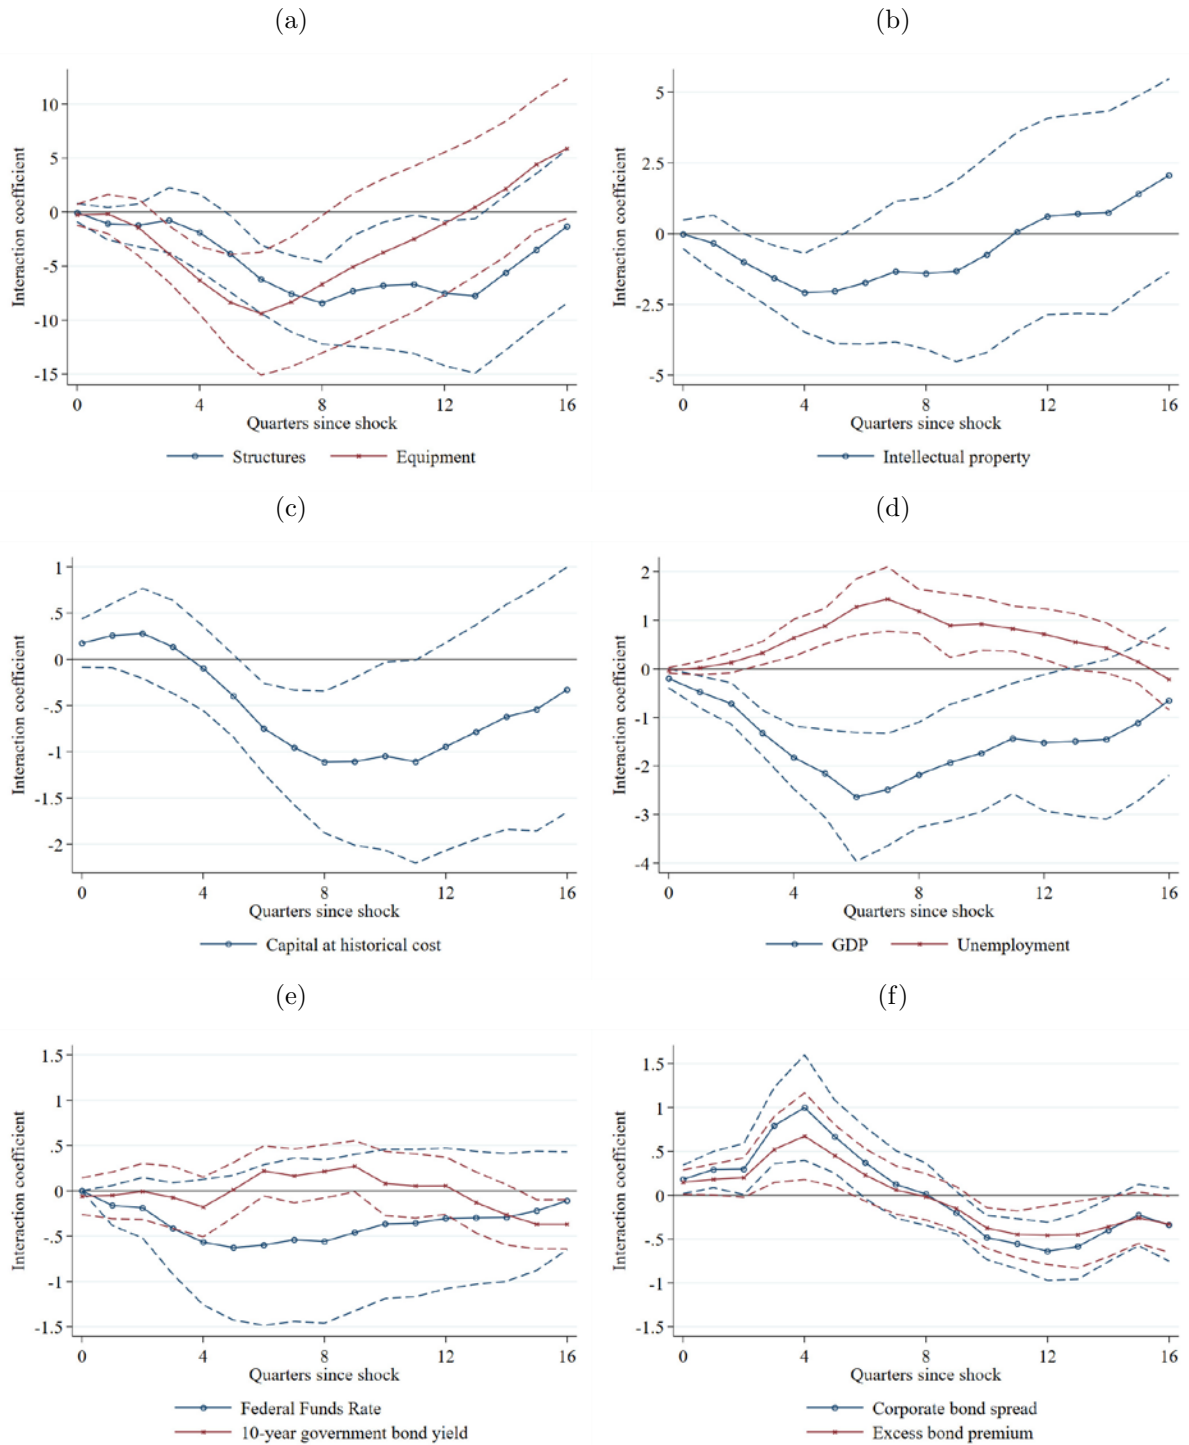 (a)
Interaction coefficient
10
5
0
-5
-10
-15
0 4 8 12 16
Quarters since shock
Structures Equipment
(b)
Interaction coefficient
5
2.5
0
-2.5
-5
0 4 8 12 16
Quarters since shock
Intellectual property
(c)
Interaction coefficient
1
.5
0
-.5
-1
-1.5
-2
0 4 8 12 16
Quarters since shock
Capital at historical cost
(d)
Interaction coefficient
2
1
0
-1
-2
-3
-4
0 4 8 12 16
Quarters since shock
GDP Unemployment
(e)
Interaction coefficient
1.5
1
.5
0
-.5
-1
-1.5
0 4 8 12 16
Quarters since shock
Federal Funds Rate
10-year government bond yield
(f)
Interaction coefficient
1.5
1
.5
0
-.5
-1
-1.5
0 4 8 12 16
Quarters since shock
Corporate bond spread
Excess bond premium